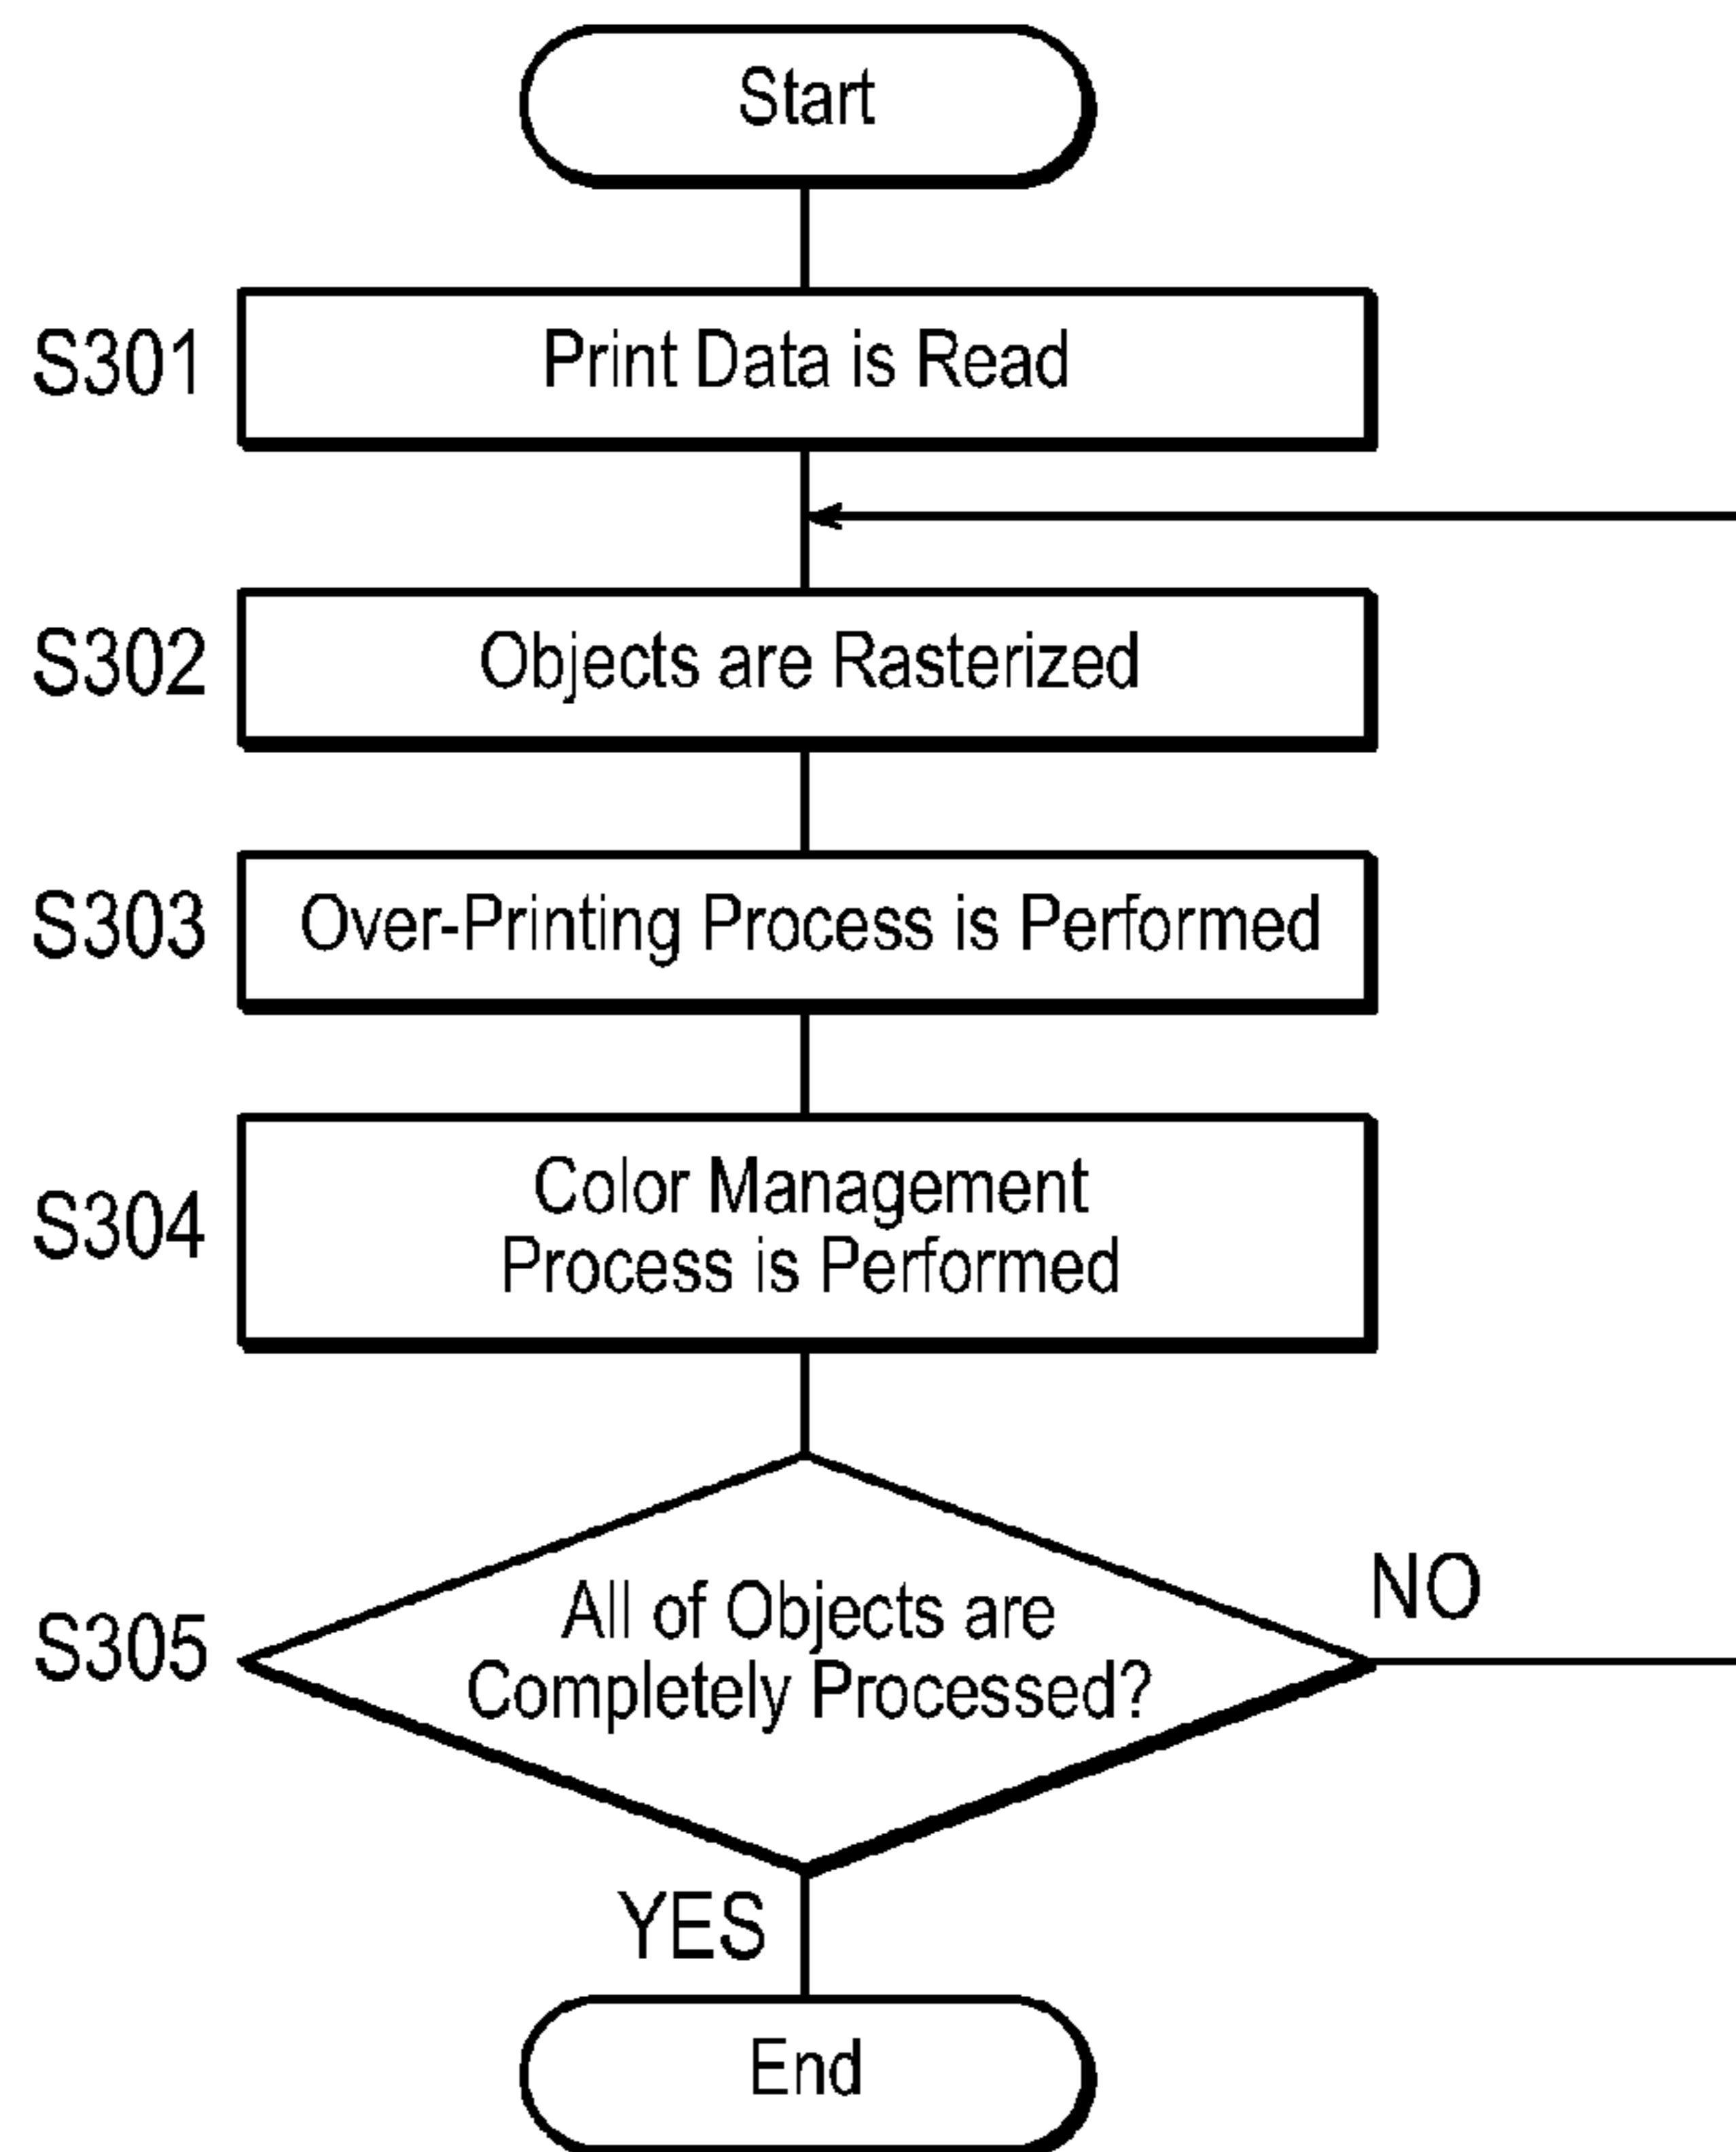 Start
S301
Print Data is Read
S302
Objects are Rasterized
S303
Over-Printing Process is Performed
S304
Color Management
Process is Performed
S305
All of Objects are
Completely Processed?
NO
YES
End